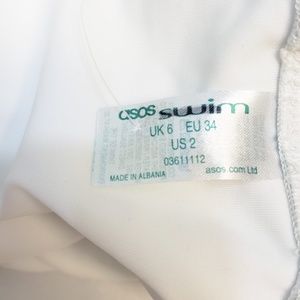 asos swim
UK 6 EU 34
US 2
03611112
MADE IN ALBANIA asos.com Ltd